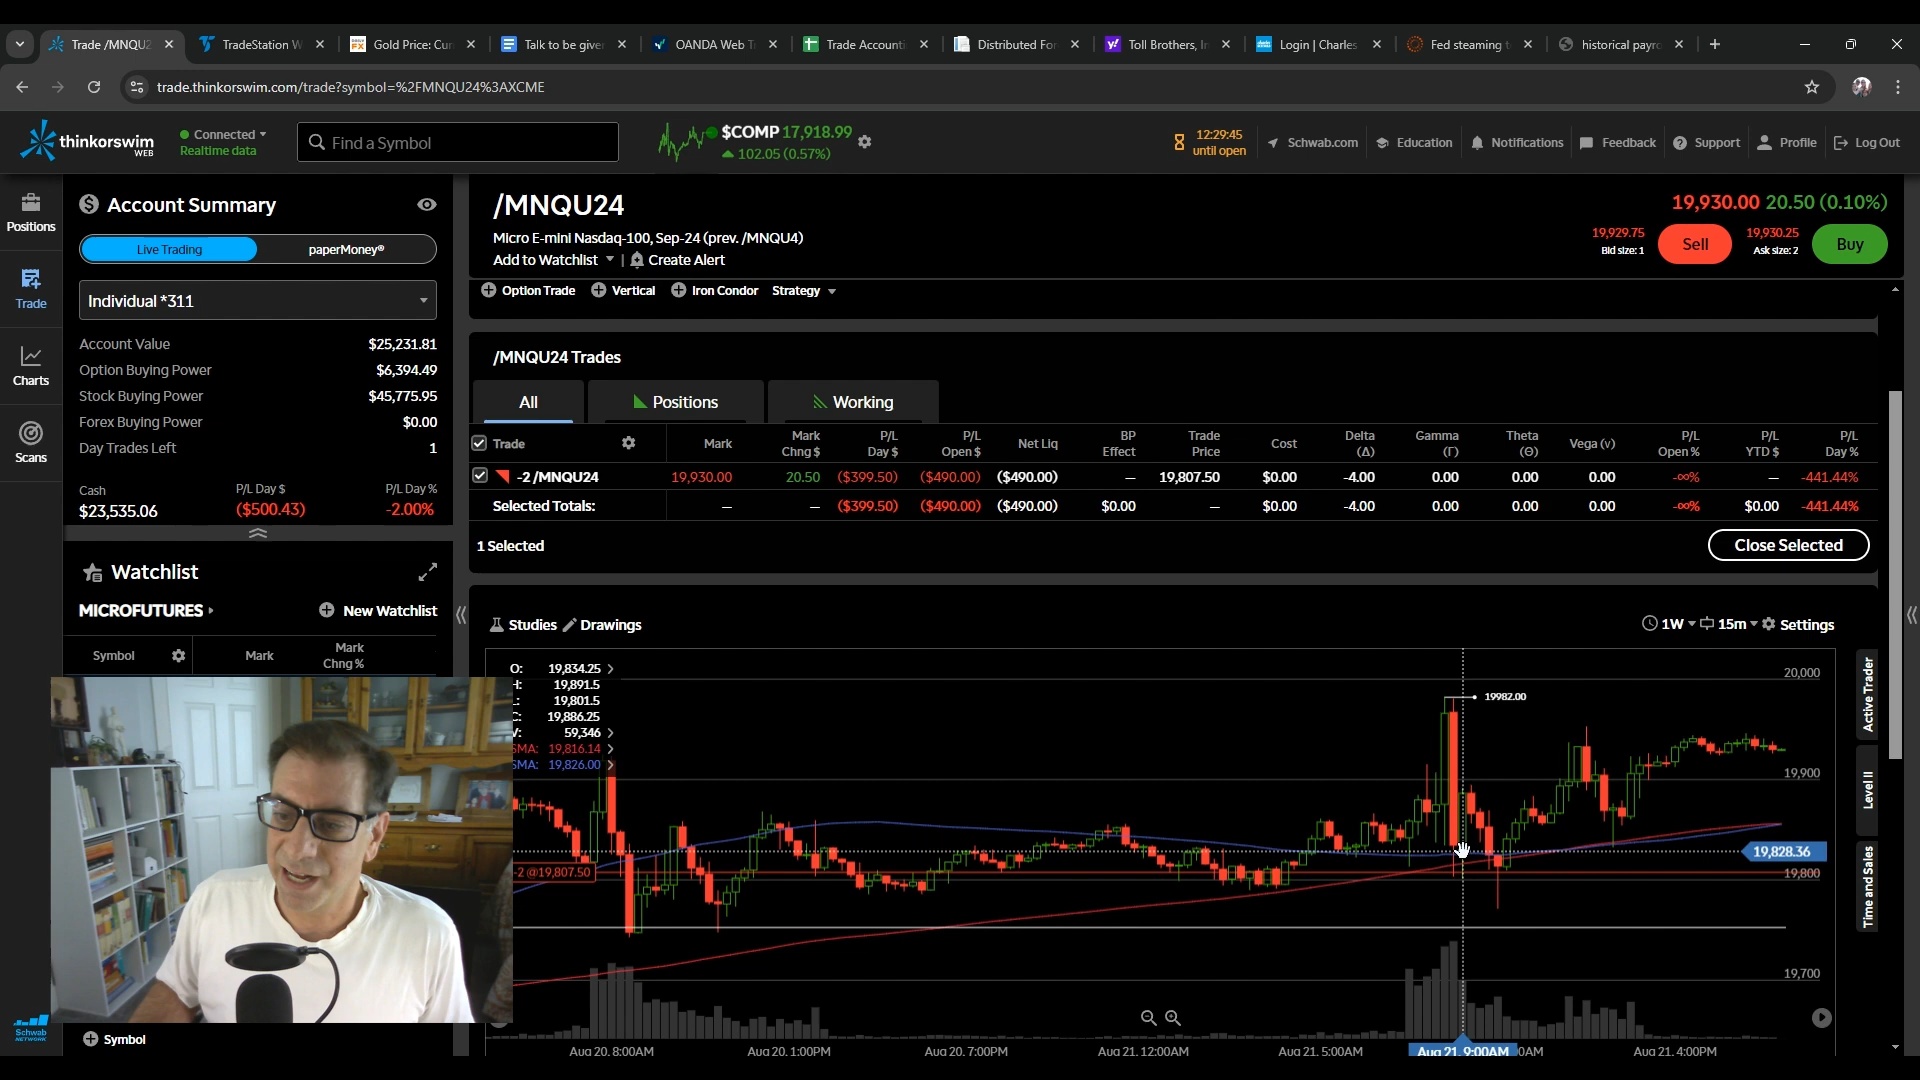 Trade /MNQU2
TradeStation W
Gold Price: Cur
Talk to be give
OANDA Web T
Trade Accounti
Distributed For
Toll Brothers, In
Login | Charles
Fed steaming t
historical payro
trade.thinkorswim.com/trade?symbol=%2FMNQU24%3AXCME
thinkorswim
WEB
Connected
Realtime data
Find a Symbol
$COMP 17,918.99
102.05 (0.57%)
12:29:45
until open
Schwab.com
Education
Notifications
Feedback
Support
Profile
Log Out
Positions
Trade
Charts
Scans
Account Summary
Live Trading
paperMoney®
Individual *311
Account Value $25,231.81
Option Buying Power $6,394.49
Stock Buying Power $45,775.95
Forex Buying Power $0.00
Day Trades Left 1
Cash P/L Day $ P/L Day %
$23,535.06 ($500.43) -2.00%
Watchlist
MICROFUTURES
New Watchlist
Symbol Mark Mark Chng %
Symbol
Schwab
NETWORK
/MNQU24
Micro E-mini Nasdaq-100, Sep-24 (prev. /MNQU4)
Add to Watchlist | Create Alert
19,930.00 20.50 (0.10%)
19,929.75
Bid size: 1
Sell
19,930.25
Ask size: 2
Buy
Option Trade Vertical Iron Condor Strategy
/MNQU24 Trades
All Positions Working
Trade Mark Mark Chng $ P/L Day $ P/L Open $ Net Liq BP Effect Trade Price Cost Delta (Δ) Gamma (Γ) Theta (Θ) Vega (ν) P/L Open % P/L YTD $ P/L Day %
-2 /MNQU24 19,930.00 20.50 ($399.50) ($490.00) ($490.00) — 19,807.50 $0.00 -4.00 0.00 0.00 0.00 -∞% — -441.44%
Selected Totals: — — ($399.50) ($490.00) ($490.00) $0.00 — $0.00 -4.00 0.00 0.00 0.00 -∞% $0.00 -441.44%
1 Selected
Close Selected
Studies Drawings
1W 15m Settings
O: 19,834.25
H: 19,891.5
19,801.5
C: 19,886.25
V: 59,346
SMA: 19,816.14
SMA: 19,826.00
19982.00
20,000
19,900
19,828.36
19,800
19,700
-2 @19,807.50
Active Trader
Level II
Time and Sales
Aug 20, 8:00AM
Aug 20, 1:00PM
Aug 20, 7:00PM
Aug 21, 12:00AM
Aug 21, 5:00AM
Aug 21, 9:00AM
Aug 21, 4:00PM